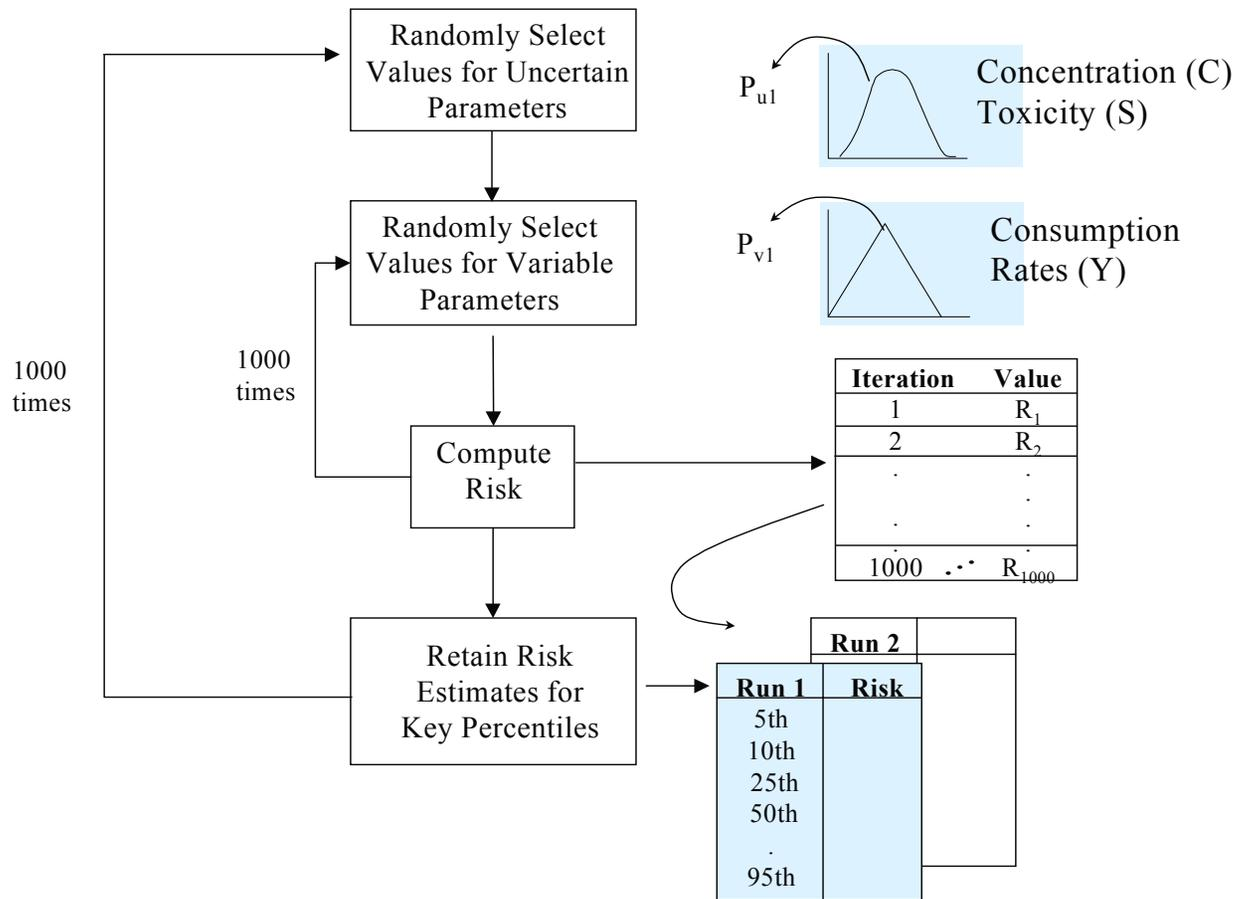 Randomly Select
Values for Uncertain
Parameters
P_u1
Concentration (C)
Toxicity (S)
Randomly Select
Values for Variable
Parameters
P_v1
Consumption
Rates (Y)
1000
times
1000
times
Compute
Risk
Iteration Value
1 R_1
2 R_2
. .
.
. .
. .
1000 ... R_1000
Retain Risk
Estimates for
Key Percentiles
Run 2
Run 1 Risk
5th
10th
25th
50th
.
95th